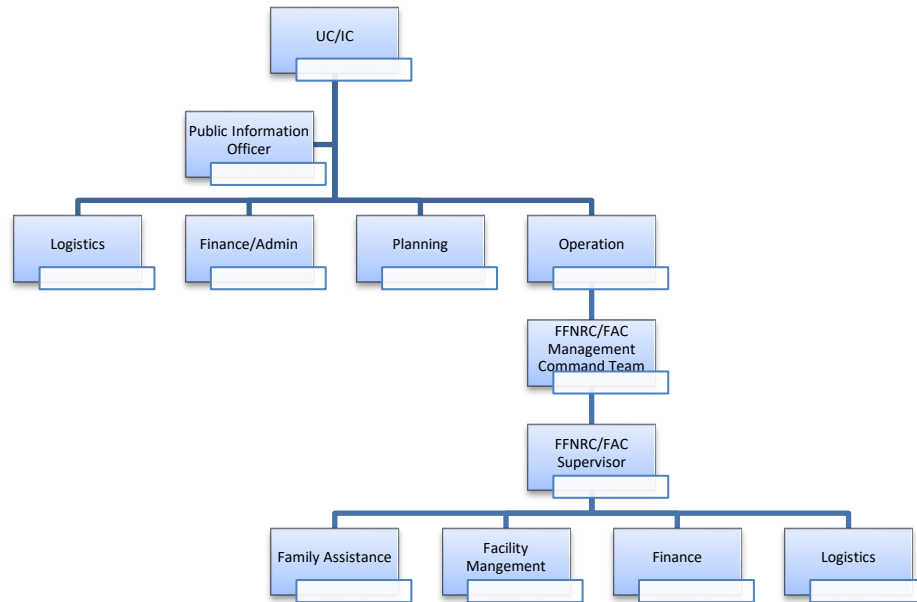 UC/IC
Public Information
Officer
Logistics
Finance/Admin
Planning
Operation
FFNRC/FAC
Management
Command Team
FFNRC/FAC
Supervisor
Family Assistance
Facility
Mangement
Finance
Logistics